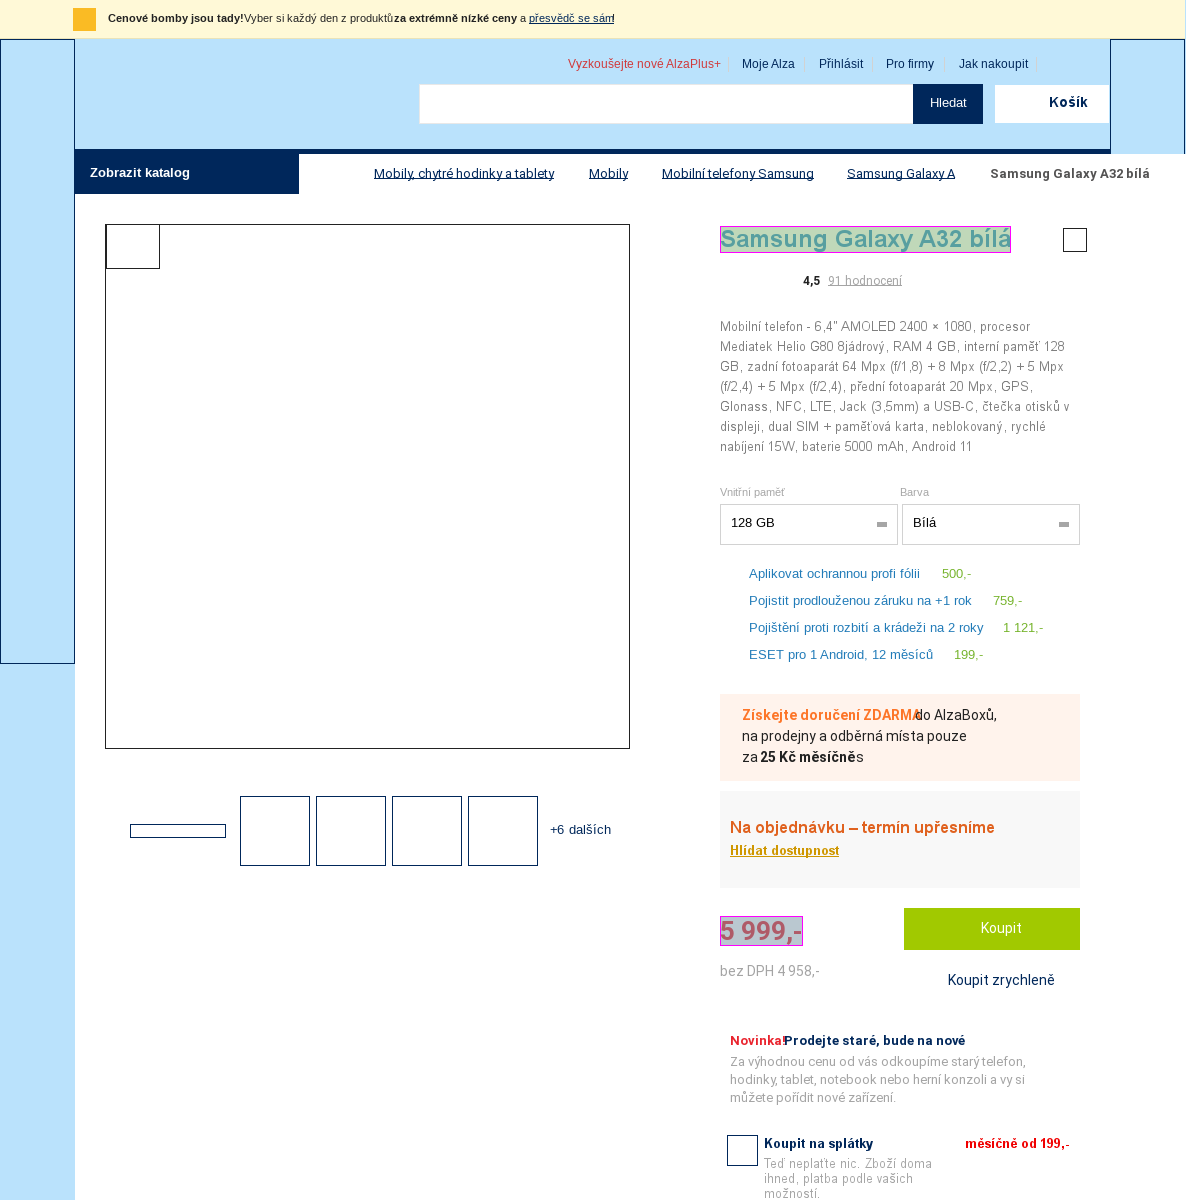 Cenové bomby jsou tady!Vyber si každý den z produktů za extrémně nízké ceny a přesvědč se sám!
Vyzkoušejte nové AlzaPlus+ Moje Alza Přihlásit Pro firmy Jak nakoupit
Hledat Košík
Zobrazit katalog Mobily, chytré hodinky a tablety Mobily Mobilní telefony Samsung Samsung Galaxy A Samsung Galaxy A32 bílá
Samsung Galaxy A32 bílá
4,5 91 hodnocení
Mobilní telefon - 6,4" AMOLED 2400 × 1080, procesor
Mediatek Helio G80 8jádrový, RAM 4 GB, interní paměť 128
GB, zadní fotoaparát 64 Mpx (f/1,8) + 8 Mpx (f/2,2) + 5 Mpx
(f/2,4) + 5 Mpx (f/2,4), přední fotoaparát 20 Mpx, GPS,
Glonass, NFC, LTE, Jack (3,5mm) a USB-C, čtečka otisků v
displeji, dual SIM + paměťová karta, neblokovaný, rychlé
nabíjení 15W, baterie 5000 mAh, Android 11
Vnitřní paměť Barva
128 GB Bílá
Aplikovat ochrannou profi fólii 500,-
Pojistit prodlouženou záruku na +1 rok 759,-
Pojištění proti rozbití a krádeži na 2 roky 1 121,-
ESET pro 1 Android, 12 měsíců 199,-
Získejte doručení ZDARMA do AlzaBoxů,
na prodejny a odběrná místa pouze
za 25 Kč měsíčně s
+6 dalších
Na objednávku – termín upřesníme
Hlídat dostupnost
5 999,- Koupit
bez DPH 4 958,-
Koupit zrychleně
Novinka! Prodejte staré, bude na nové
Za výhodnou cenu od vás odkoupíme starý telefon,
hodinky, tablet, notebook nebo herní konzoli a vy si
můžete pořídit nové zařízení.
Koupit na splátky měsíčně od 199,-
Teď neplaťte nic. Zboží doma
ihned, platba podle vašich
možností.